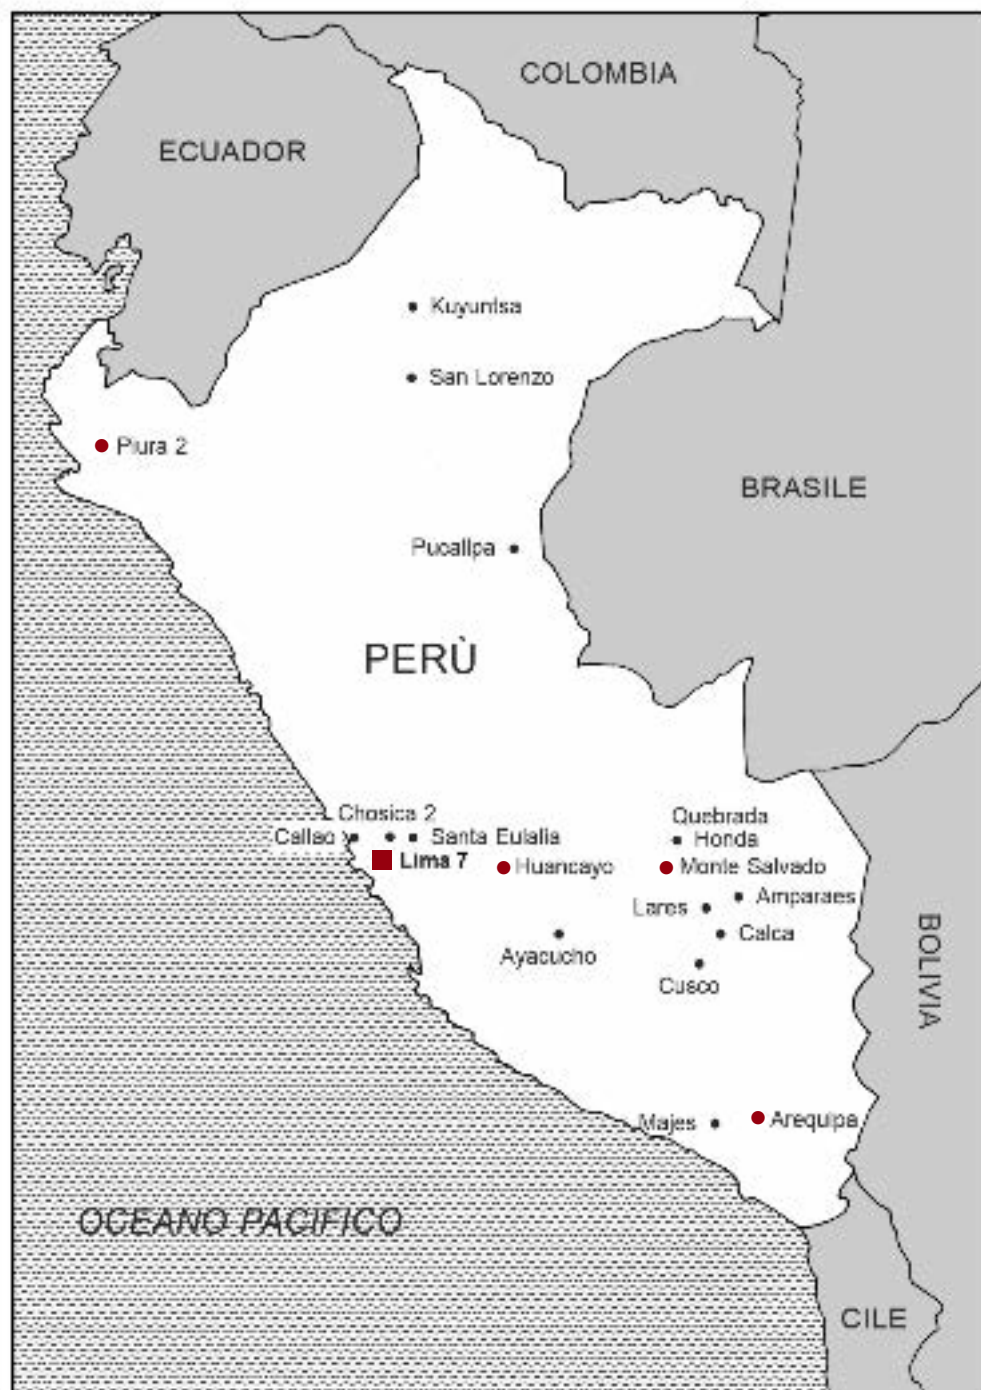 COLOMBIA
ECUADOR
Kuyuntsa
San Lorenzo
Piura 2
BRASILE
Pucallpa
PERÙ
Chosica 2
Quebrada
Callao
Santa Eulalia
Honda
Lima 7
Huancayo
Monte Salvado
Amparaes
Lares
Calca
Ayacucho
Cusco
BOLIVIA
Majes
Arequipa
OCEANO PACIFICO
CILE